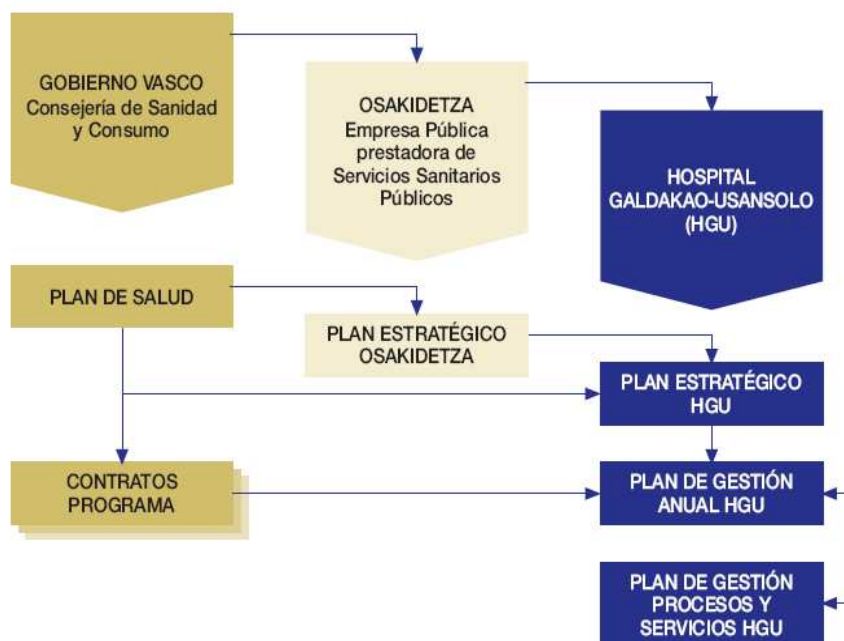 GOBIERNO VASCO
Consejería de Sanidad
y Consumo
OSAKIDETZA
Empresa Pública
prestadora de
Servicios Sanitarios
Públicos
HOSPITAL
GALDAKAO-USANSOLO
(HGU)
PLAN DE SALUD
PLAN ESTRATÉGICO
OSAKIDETZA
PLAN ESTRATÉGICO
HGU
CONTRATOS
PROGRAMA
PLAN DE GESTIÓN
ANUAL HGU
PLAN DE GESTIÓN
PROCESOS Y
SERVICIOS HGU